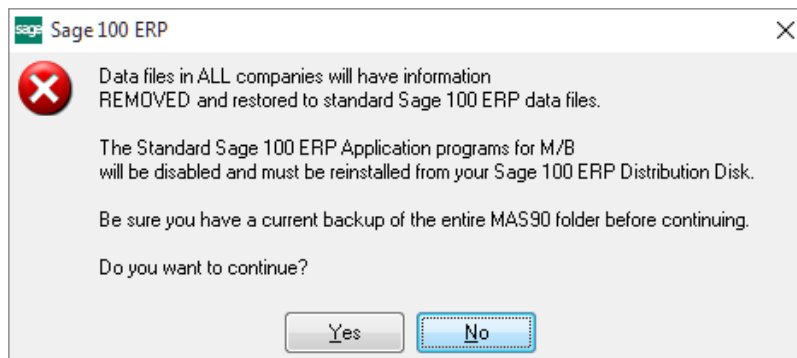 sage Sage 100 ERP
Data files in ALL companies will have information
REMOVED and restored to standard Sage 100 ERP data files.
The Standard Sage 100 ERP Application programs for M/B
will be disabled and must be reinstalled from your Sage 100 ERP Distribution Disk.
Be sure you have a current backup of the entire MAS90 folder before continuing.
Do you want to continue?
Yes No